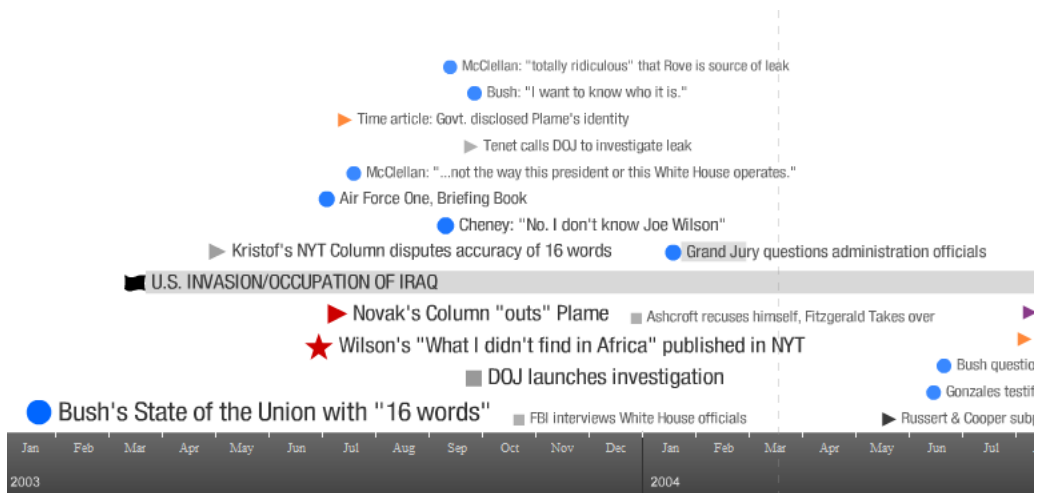 McClellan: "totally ridiculous" that Rove is source of leak
Bush: "I want to know who it is."
Time article: Govt. disclosed Plame's identity
Tenet calls DOJ to investigate leak
McClellan: "...not the way this president or this White House operates."
Air Force One, Briefing Book
Cheney: "No. I don't know Joe Wilson"
Kristof's NYT Column disputes accuracy of 16 words
Grand Jury questions administration officials
U.S. INVASION/OCCUPATION OF IRAQ
Novak's Column "outs" Plame
Ashcroft recuses himself, Fitzgerald Takes over
Wilson's "What I didn't find in Africa" published in NYT
Bush questio
DOJ launches investigation
Gonzales testif
Bush's State of the Union with "16 words"
FBI interviews White House officials
Russert & Cooper subp
Jan Feb Mar Apr May Jun Jul Aug Sep Oct Nov Dec Jan Feb Mar Apr May Jun Jul
2003 2004